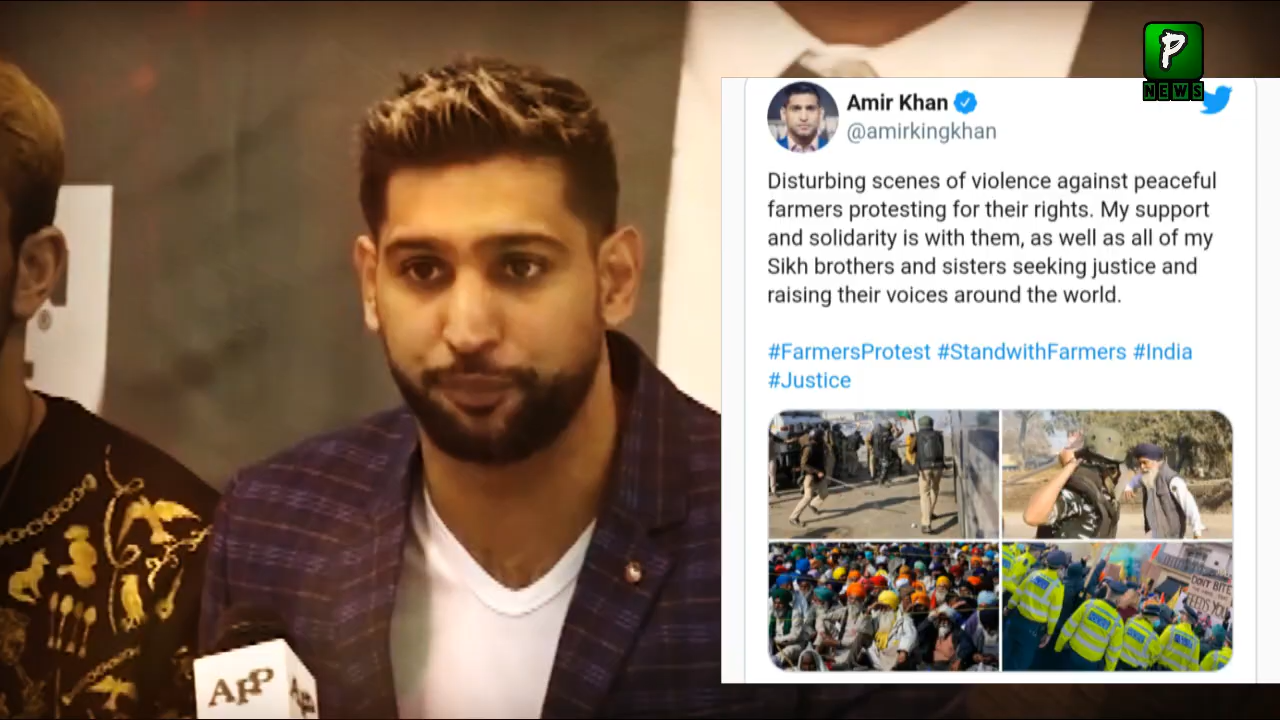 P
NEWS
Amir Khan
@amirkingkhan
Disturbing scenes of violence against peaceful
farmers protesting for their rights. My support
and solidarity is with them, as well as all of my
Sikh brothers and sisters seeking justice and
raising their voices around the world.
#FarmersProtest #StandwithFarmers #India
#Justice
DON'T BITE
FEEDS YOU
APP